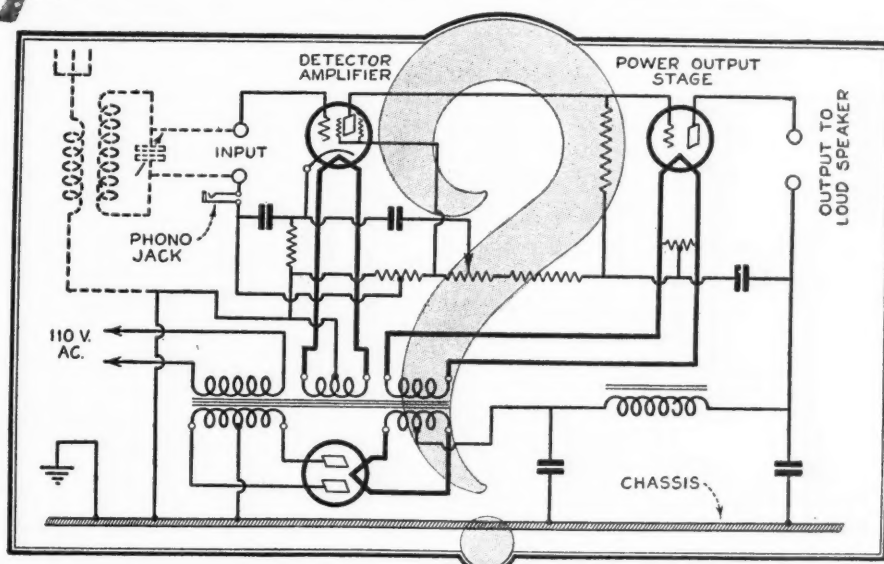 DETECTOR
AMPLIFIER
POWER OUTPUT
STAGE
INPUT
OUTPUT TO
LOUD SPEAKER
PHONO
JACK
110 V.
AC.
CHASSIS